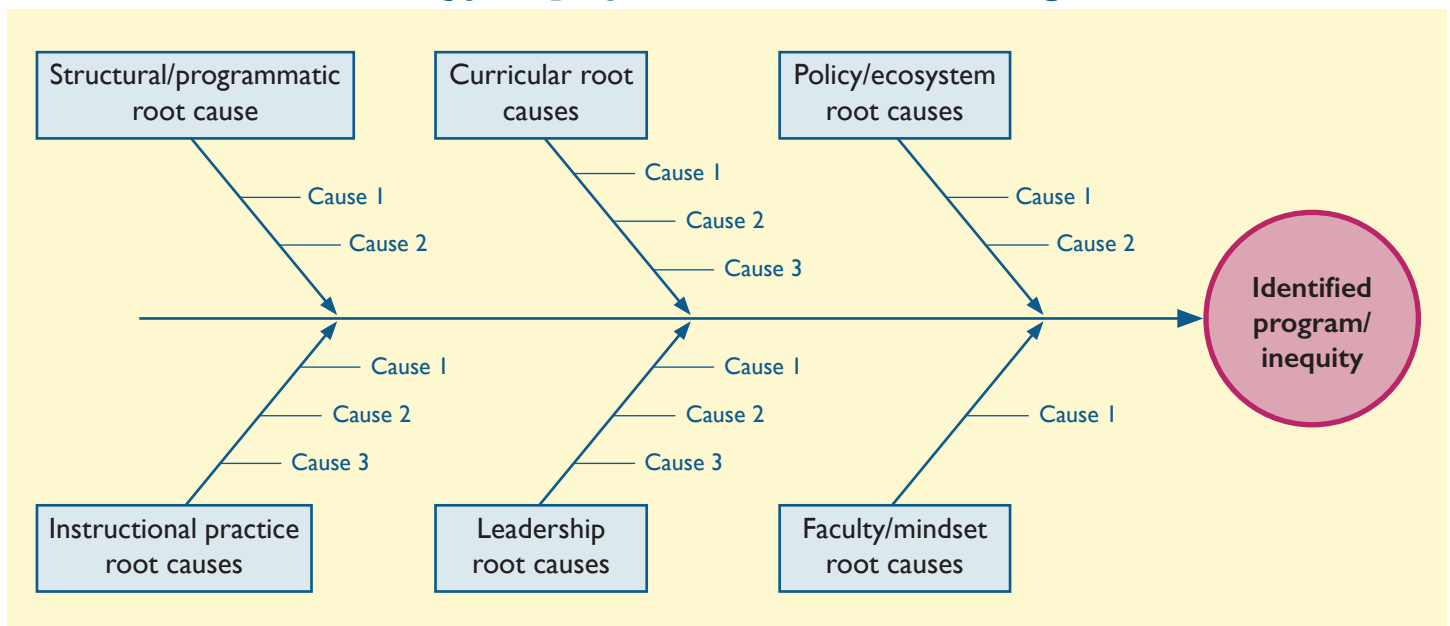 Structural/programmatic
root cause
Curricular root
causes
Policy/ecosystem
root causes
Cause 1
Cause 2
Cause 1
Cause 2
Cause 3
Cause 1
Cause 2
Identified
program/
inequity
Cause 1
Cause 2
Cause 3
Cause 1
Cause 2
Cause 3
Cause 1
Instructional practice
root causes
Leadership
root causes
Faculty/mindset
root causes